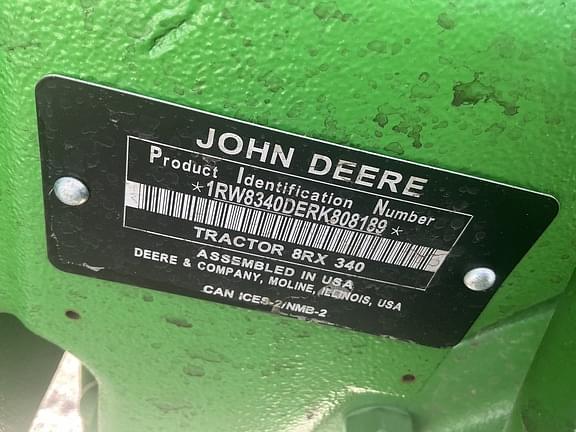 JOHN DEERE
Product Identification Number
*1RW8340DERK808189*
TRACTOR 8RX 340
ASSEMBLED IN USA
DEERE & COMPANY, MOLINE, ILLINOIS, USA
CAN ICES-2/NMB-2